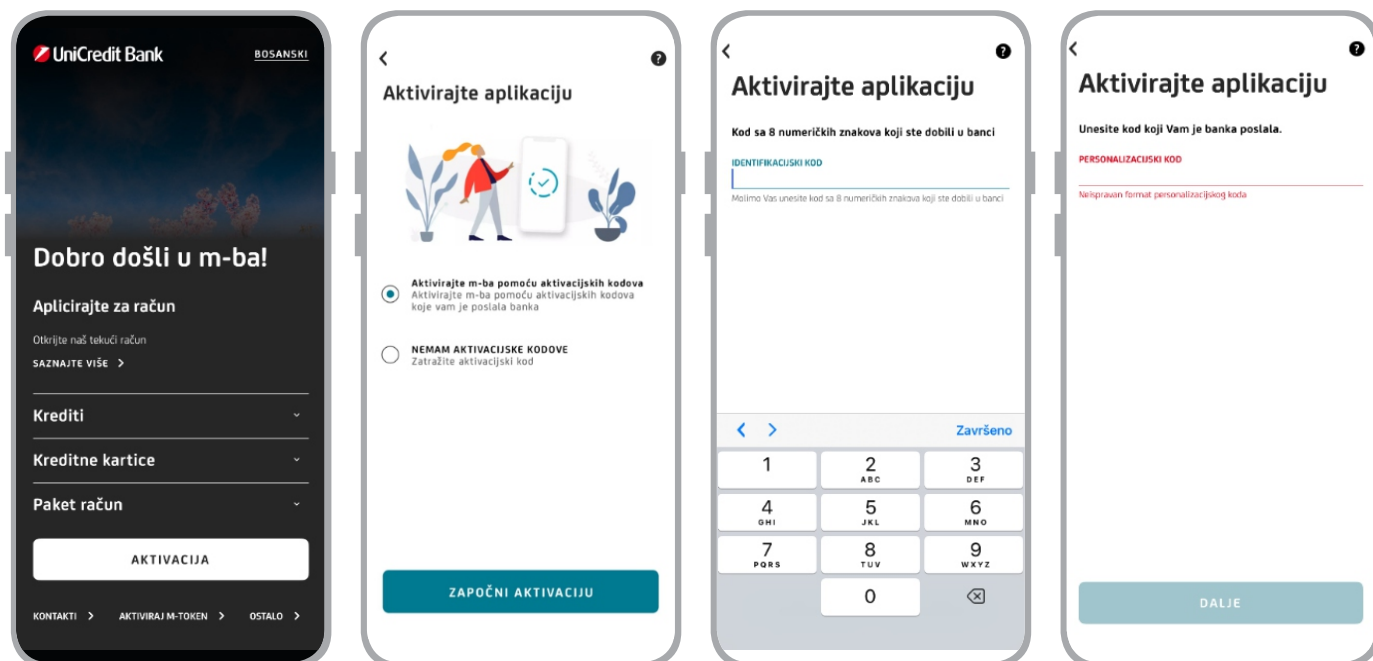 UniCredit Bank
BOSANSKI
Dobro došli u m-ba!
Aplicirajte za račun
Otkrijte naš tekući račun
SAZNAJTE VIŠE >
Krediti
Kreditne kartice
Paket račun
AKTIVACIJA
KONTAKTI > AKTIVIRAJ M-TOKEN > OSTALO >
?
Aktivirajte aplikaciju
Aktivirajte m-ba pomoću aktivacijskih kodova
Aktivirajte m-ba pomoću aktivacijskih kodova
koje vam je poslala banka
NEMAM AKTIVACIJSKE KODOVE
Zatražite aktivacijski kod
ZAPOČNI AKTIVACIJU
?
Aktivirajte aplikaciju
Kod sa 8 numeričkih znakova koji ste dobili u banci
IDENTIFIKACIJSKI KOD
Molimo Vas unesite kod sa 8 numeričkih znakova koji ste dobili u banci
Završeno
1 2 3
ABC DEF
4 5 6
GHI JKL MNO
7 8 9
PQRS TUV WXYZ
0
?
Aktivirajte aplikaciju
Unesite kod koji Vam je banka poslala.
PERSONALIZACIJSKI KOD
Neispravan format personalizacijskog koda
DALJE